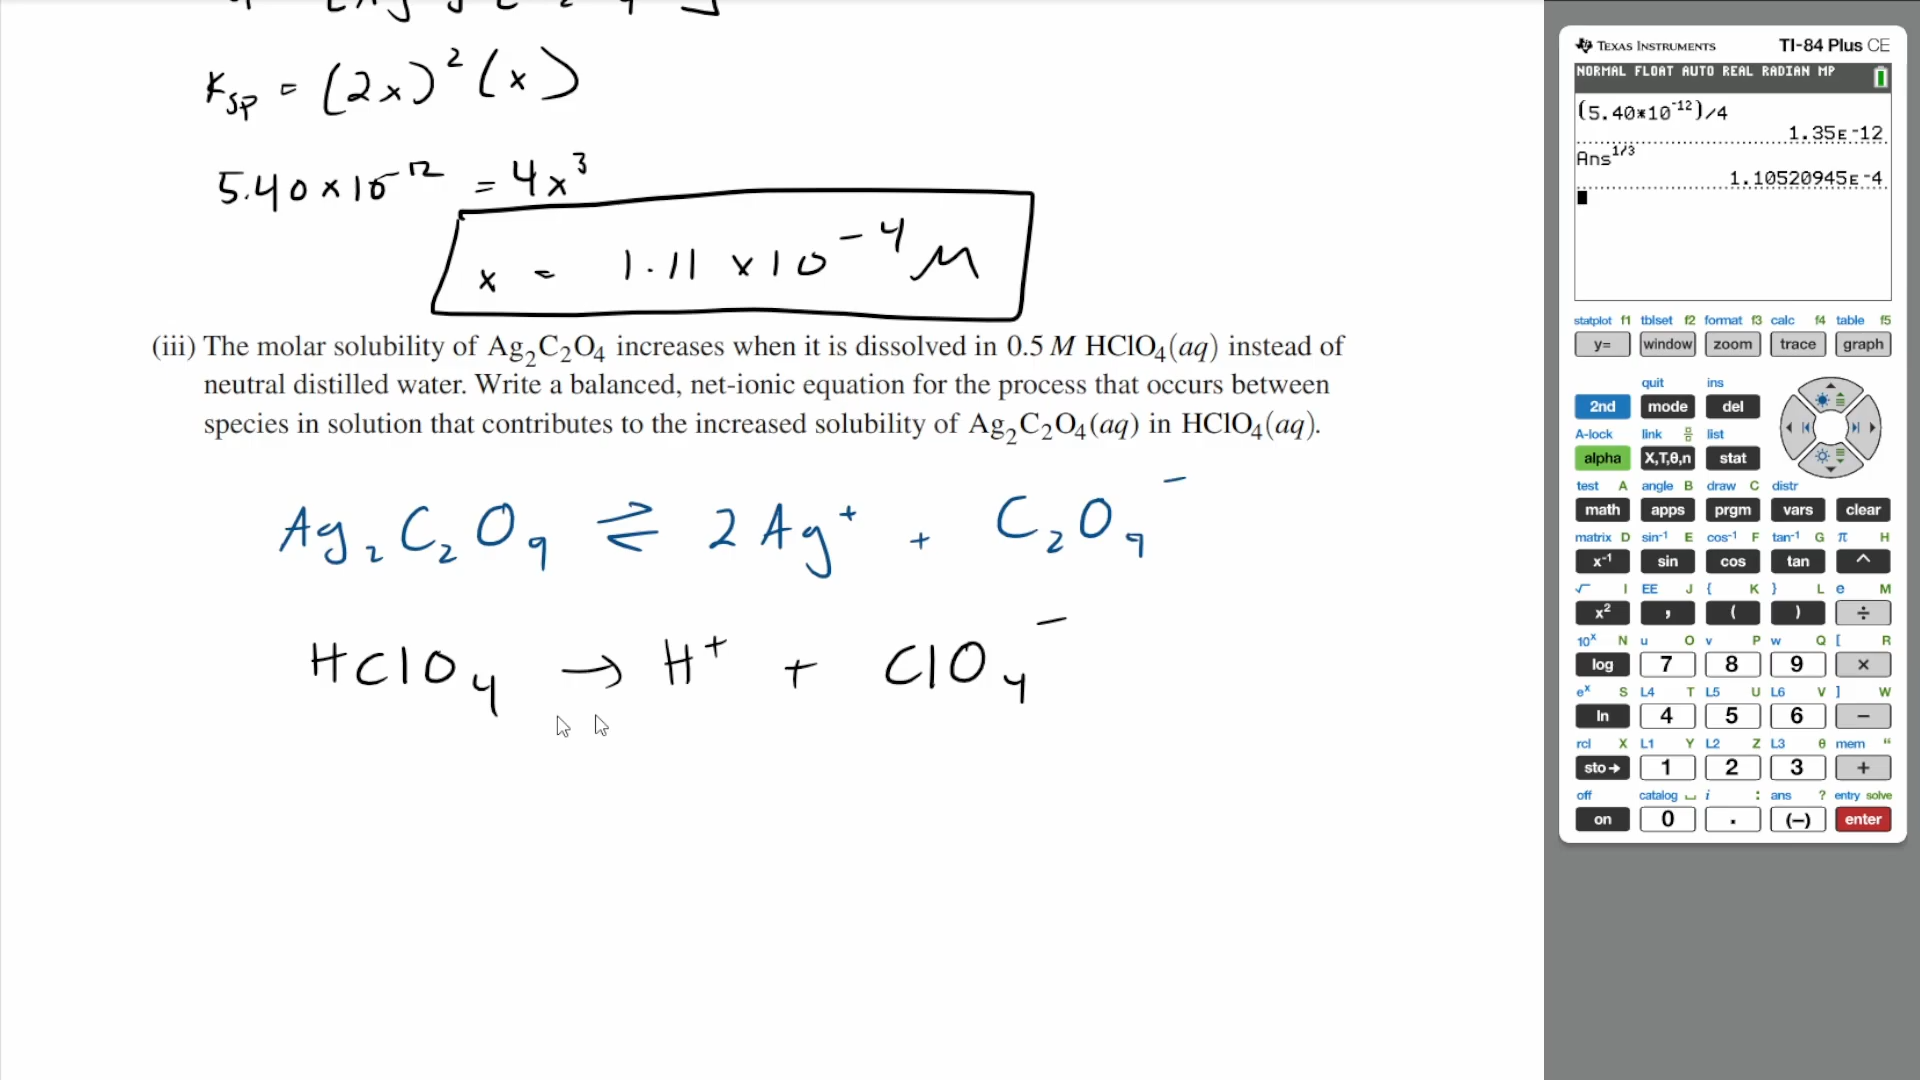 Ksp = (2x)² (x)
5.40 x 10⁻¹² = 4x³
x = 1.11 x 10⁻⁴ M
(iii) The molar solubility of Ag₂C₂O₄ increases when it is dissolved in 0.5 M HClO₄(aq) instead of
neutral distilled water. Write a balanced, net-ionic equation for the process that occurs between
species in solution that contributes to the increased solubility of Ag₂C₂O₄(aq) in HClO₄(aq).
Ag₂C₂O₄ ⇌ 2Ag⁺ + C₂O₄⁻
HClO₄ → H⁺ + ClO₄⁻
TEXAS INSTRUMENTS TI-84 Plus CE
NORMAL FLOAT AUTO REAL RADIAN MP
(5.40*10⁻¹²)/4
1.35E⁻12
Ans^1/3
1.10520945E⁻4
statplot f1 tblset f2 format f3 calc f4 table f5
y= window zoom trace graph
quit ins
2nd mode del
A-lock link list
alpha X,T,θ,n stat
test A angle B draw C distr
math apps prgm vars clear
matrix D sin⁻¹ E cos⁻¹ F tan⁻¹ G π H
x⁻¹ sin cos tan ^
√ I EE J { K } L e M
x² , ( ) ÷
10ˣ N u O v P w Q [ R
log 7 8 9 ×
eˣ S L4 T L5 U L6 V ] W
ln 4 5 6 −
rcl X L1 Y L2 Z L3 θ mem "
sto→ 1 2 3 +
off catalog ⎵ i : ans ? entry solve
on 0 . (−) enter